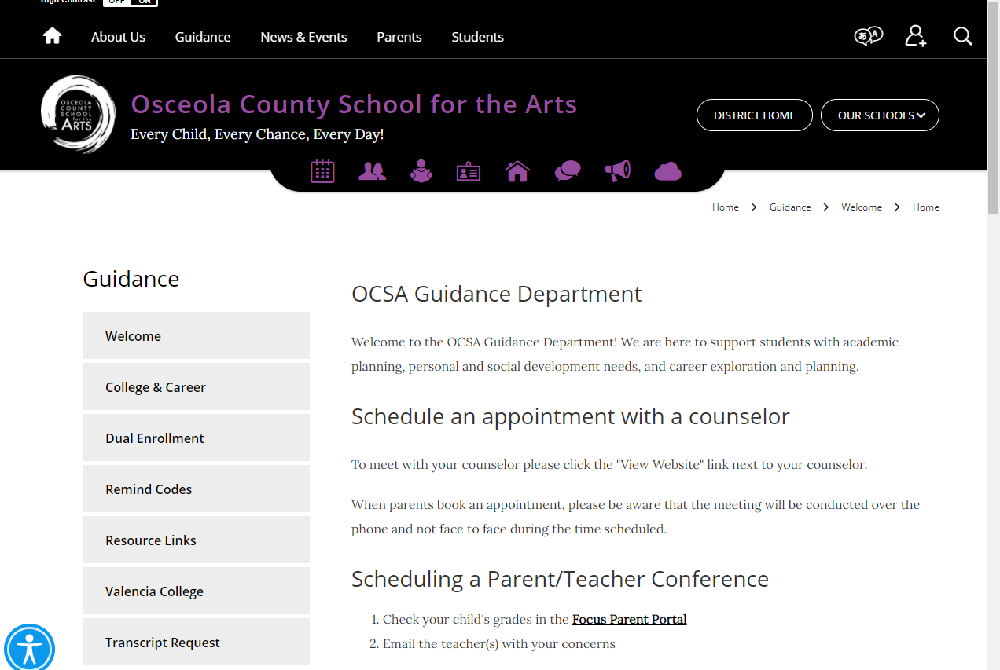 High Contrast OFF ON
About Us Guidance News & Events Parents Students
あ A
OSCEOLA
COUNTY
SCHOOL
for the
ARTS
Osceola County School for the Arts
Every Child, Every Chance, Every Day!
DISTRICT HOME OUR SCHOOLS
Home > Guidance > Welcome > Home
Guidance
Welcome
College & Career
Dual Enrollment
Remind Codes
Resource Links
Valencia College
Transcript Request
OCSA Guidance Department
Welcome to the OCSA Guidance Department! We are here to support students with academic
planning, personal and social development needs, and career exploration and planning.
Schedule an appointment with a counselor
To meet with your counselor please click the "View Website" link next to your counselor.
When parents book an appointment, please be aware that the meeting will be conducted over the
phone and not face to face during the time scheduled.
Scheduling a Parent/Teacher Conference
1. Check your child's grades in the Focus Parent Portal
2. Email the teacher(s) with your concerns